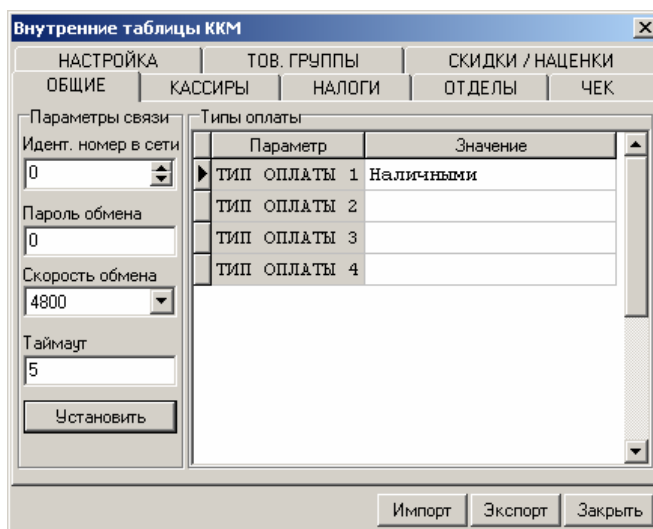 Внутренние таблицы ККМ
НАСТРОЙКА ТОВ. ГРУППЫ СКИДКИ / НАЦЕНКИ
ОБЩИЕ КАССИРЫ НАЛОГИ ОТДЕЛЫ ЧЕК
Параметры связи
Идент. номер в сети
0
Пароль обмена
0
Скорость обмена
4800
Таймаут
5
Установить
Типы оплаты
Параметр Значение
ТИП ОПЛАТЫ 1 Наличными
ТИП ОПЛАТЫ 2
ТИП ОПЛАТЫ 3
ТИП ОПЛАТЫ 4
Импорт Экспорт Закрыть